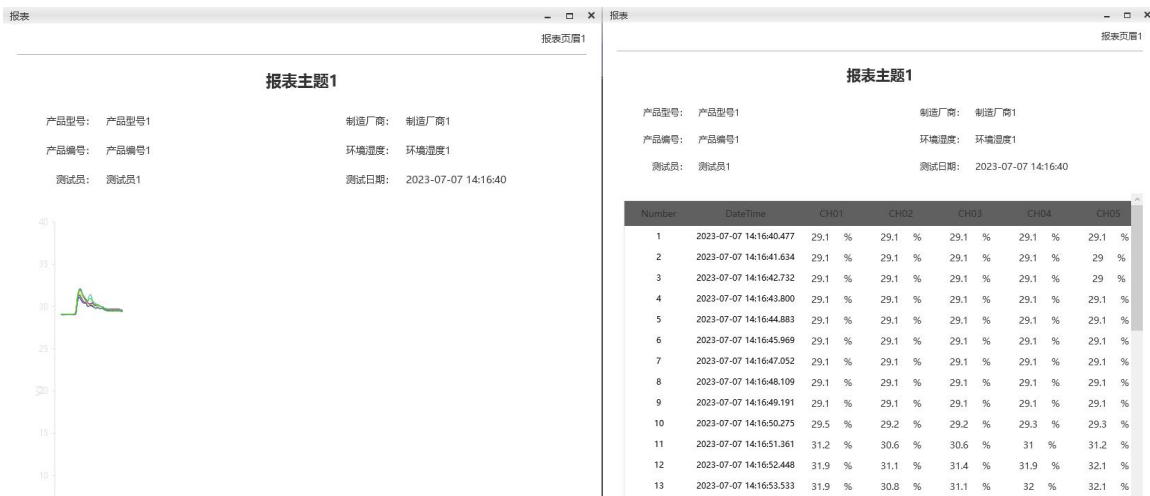 报表
报表页眉1
报表主题1
产品型号: 产品型号1 制造厂商: 制造厂商1
产品编号: 产品编号1 环境湿度: 环境湿度1
测试员: 测试员1 测试日期: 2023-07-07 14:16:40
40
35
30
25
20
15
10
报表
报表页眉1
报表主题1
产品型号: 产品型号1 制造厂商: 制造厂商1
产品编号: 产品编号1 环境湿度: 环境湿度1
测试员: 测试员1 测试日期: 2023-07-07 14:16:40
Number DateTime CH01 CH02 CH03 CH04 CH05
1 2023-07-07 14:16:40.477 29.1 % 29.1 % 29.1 % 29.1 % 29.1 %
2 2023-07-07 14:16:41.634 29.1 % 29.1 % 29.1 % 29.1 % 29 %
3 2023-07-07 14:16:42.732 29.1 % 29.1 % 29.1 % 29.1 % 29 %
4 2023-07-07 14:16:43.800 29.1 % 29.1 % 29.1 % 29.1 % 29.1 %
5 2023-07-07 14:16:44.883 29.1 % 29.1 % 29.1 % 29.1 % 29.1 %
6 2023-07-07 14:16:45.969 29.1 % 29.1 % 29.1 % 29.1 % 29.1 %
7 2023-07-07 14:16:47.052 29.1 % 29.1 % 29.1 % 29.1 % 29.1 %
8 2023-07-07 14:16:48.109 29.1 % 29.1 % 29.1 % 29.1 % 29.1 %
9 2023-07-07 14:16:49.191 29.1 % 29.1 % 29.1 % 29.1 % 29.1 %
10 2023-07-07 14:16:50.275 29.5 % 29.2 % 29.2 % 29.3 % 29.3 %
11 2023-07-07 14:16:51.361 31.2 % 30.6 % 30.6 % 31 % 31.2 %
12 2023-07-07 14:16:52.448 31.9 % 31.1 % 31.4 % 31.9 % 32.1 %
13 2023-07-07 14:16:53.533 31.9 % 30.8 % 31.1 % 32 % 32.1 %